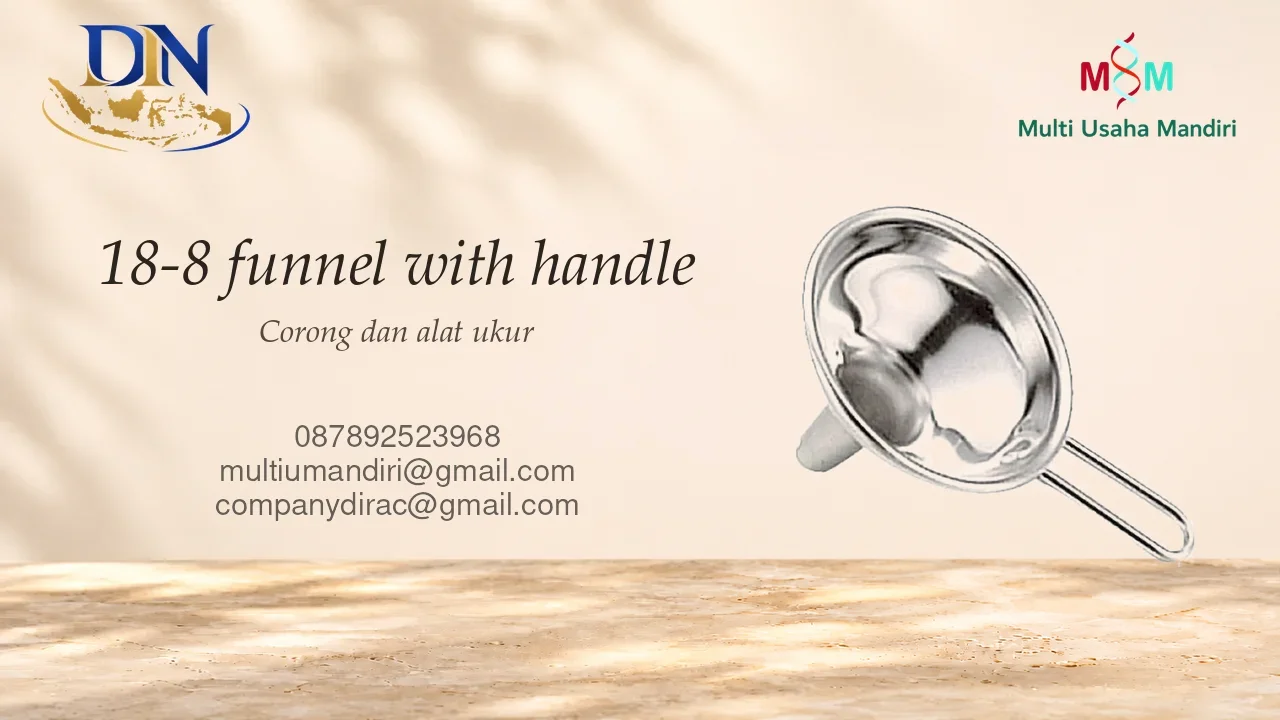 DN
M M
Multi Usaha Mandiri
18-8 funnel with handle
Corong dan alat ukur
087892523968
multiumandiri@gmail.com
companydirac@gmail.com